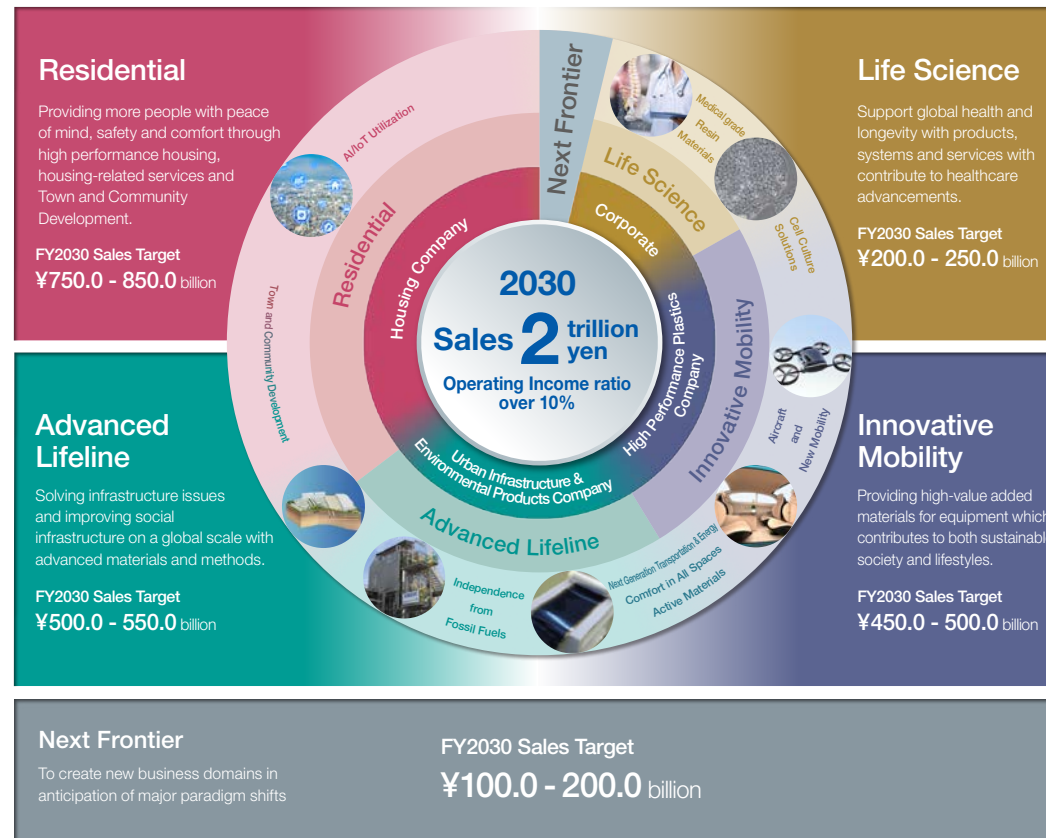 Residential
Providing more people with peace
of mind, safety and comfort through
high performance housing,
housing-related services and
Town and Community
Development.
FY2030 Sales Target
¥750.0 - 850.0 billion
Life Science
Support global health and
longevity with products,
systems and services with
contribute to healthcare
advancements.
FY2030 Sales Target
¥200.0 - 250.0 billion
Advanced
Lifeline
Solving infrastructure issues
and improving social
infrastructure on a global scale with
advanced materials and methods.
FY2030 Sales Target
¥500.0 - 550.0 billion
Innovative
Mobility
Providing high-value added
materials for equipment which
contributes to both sustainabl
society and lifestyles.
FY2030 Sales Target
¥450.0 - 500.0 billion
Next Frontier
Life Science
Innovative Mobility
Advanced Lifeline
Residential
Corporate
High Performance Plastics
Company
Urban Infrastructure &
Environmental Products Company
Housing Company
Medical grade
Resin
Materials
Cell Culture
Solutions
Aircraft
and
New Mobility
Next Generation Transportation & Energy
Comfort in All Spaces
Active Materials
Independence
from
Fossil Fuels
Town and Community Development
AI/IoT Utilization
2030
Sales 2 trillion
yen
Operating Income ratio
over 10%
Next Frontier
To create new business domains in
anticipation of major paradigm shifts
FY2030 Sales Target
¥100.0 - 200.0 billion